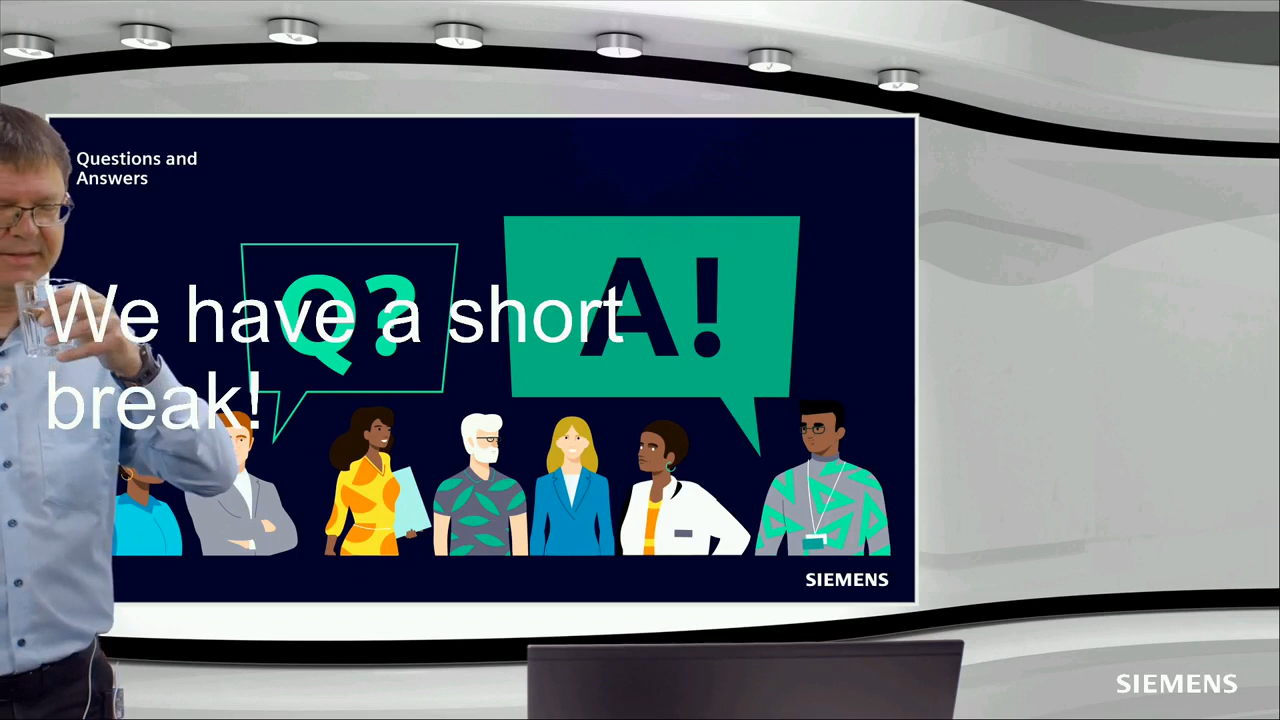 Questions and
Answers
Q?
A!
We have a short
break!
SIEMENS
SIEMENS